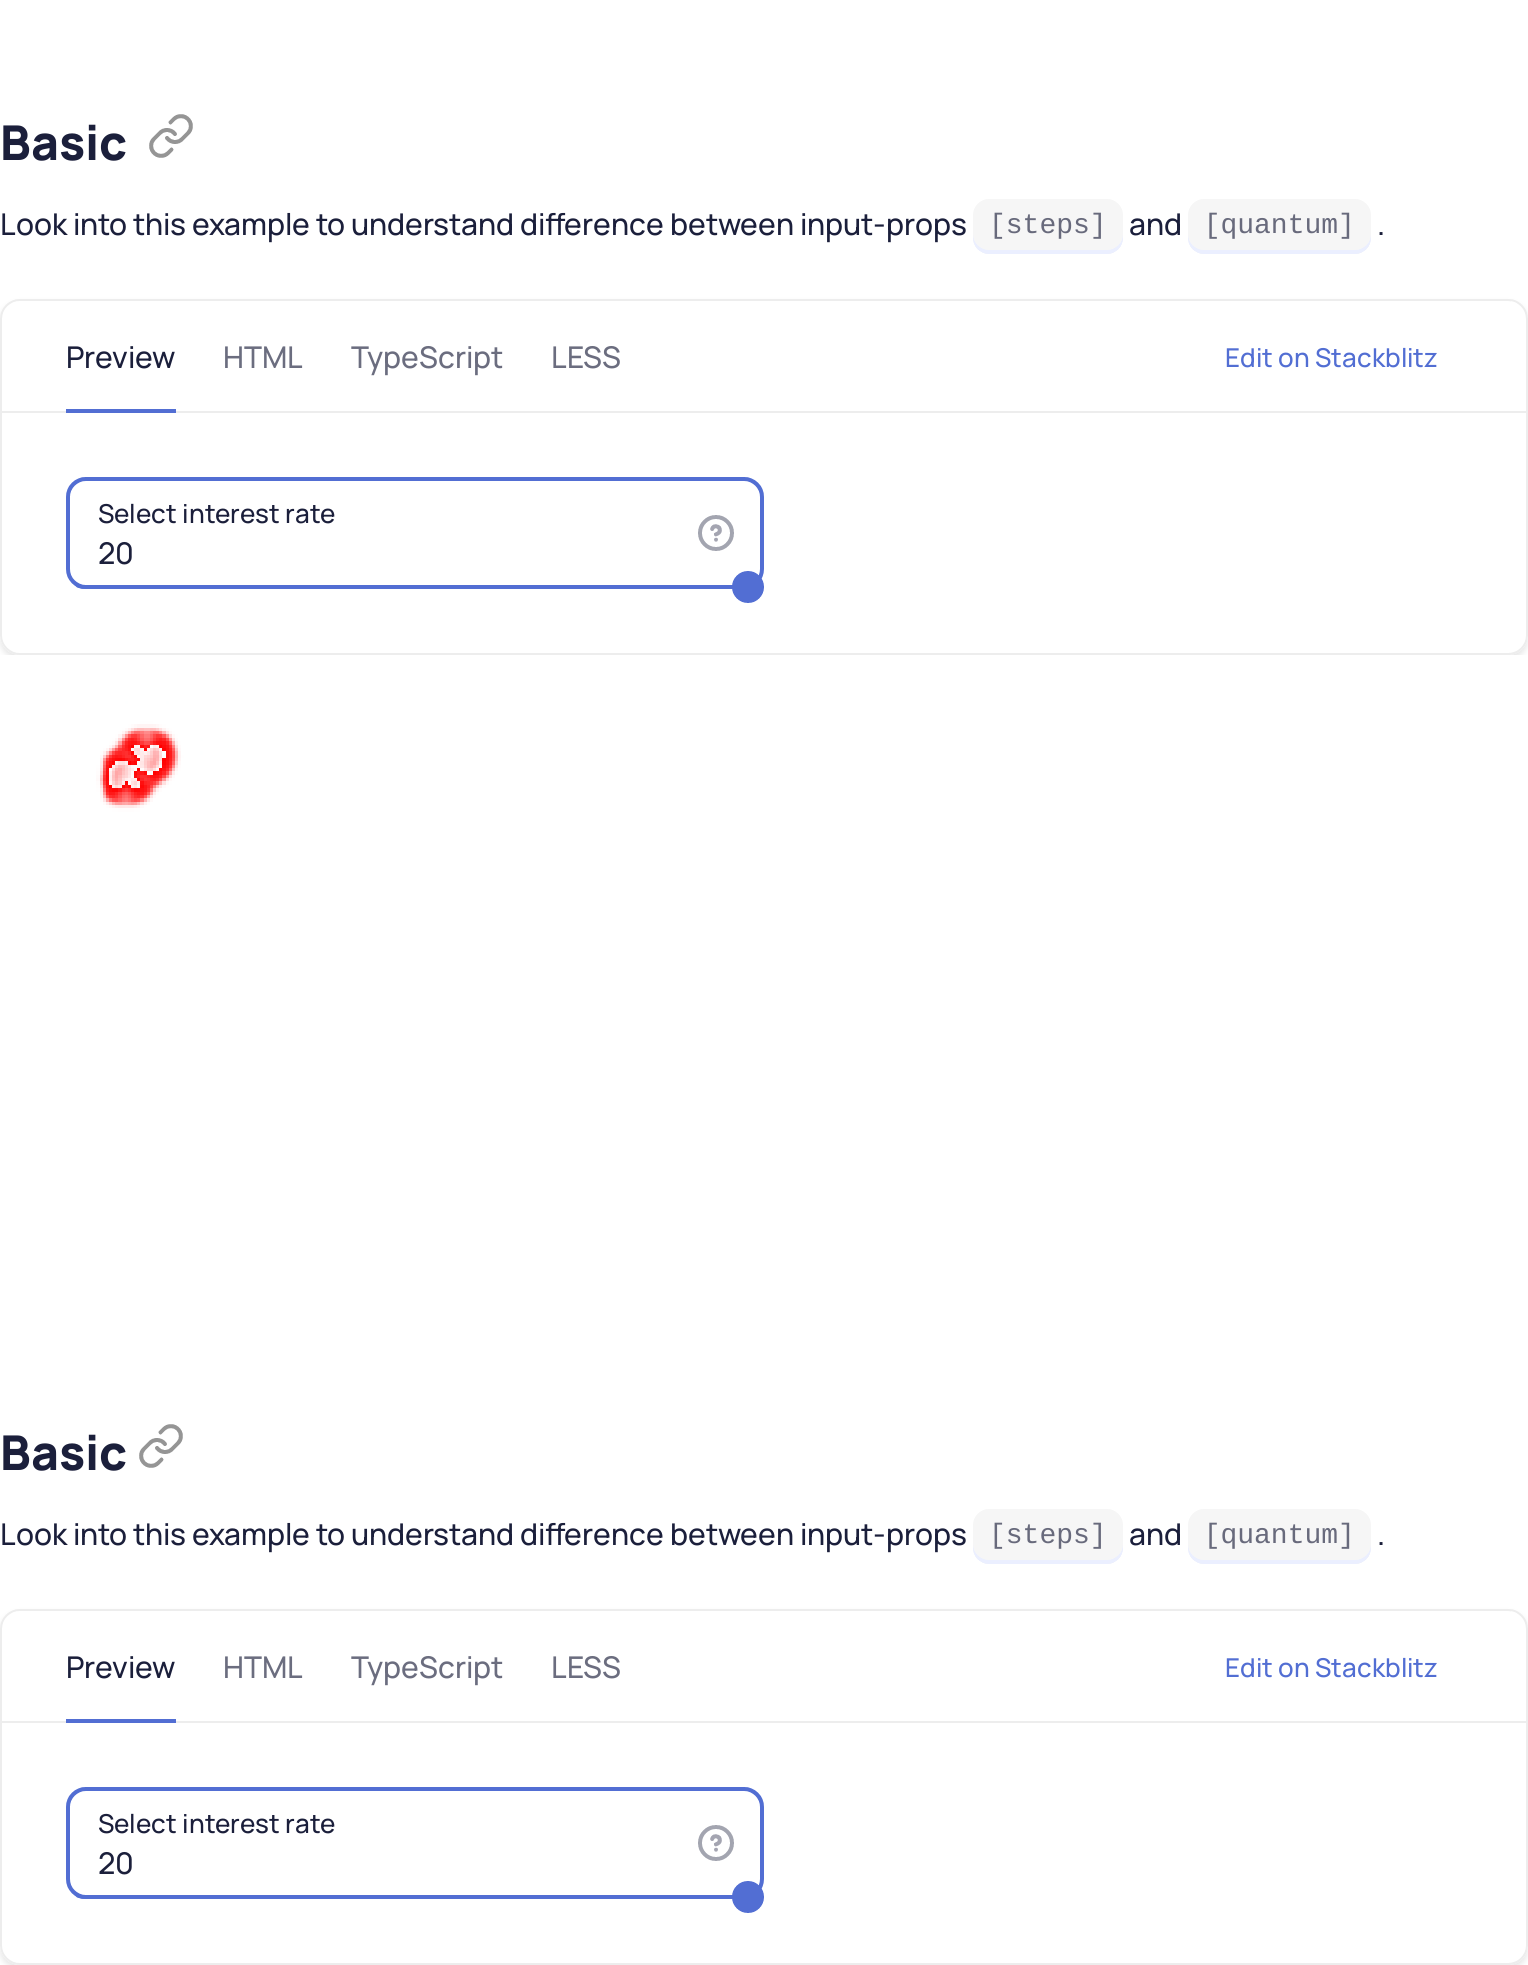 Basic
Look into this example to understand difference between input-props [steps] and [quantum] .
Preview HTML TypeScript LESS Edit on Stackblitz
Select interest rate
20
Basic
Look into this example to understand difference between input-props [steps] and [quantum] .
Preview HTML TypeScript LESS Edit on Stackblitz
Select interest rate
20